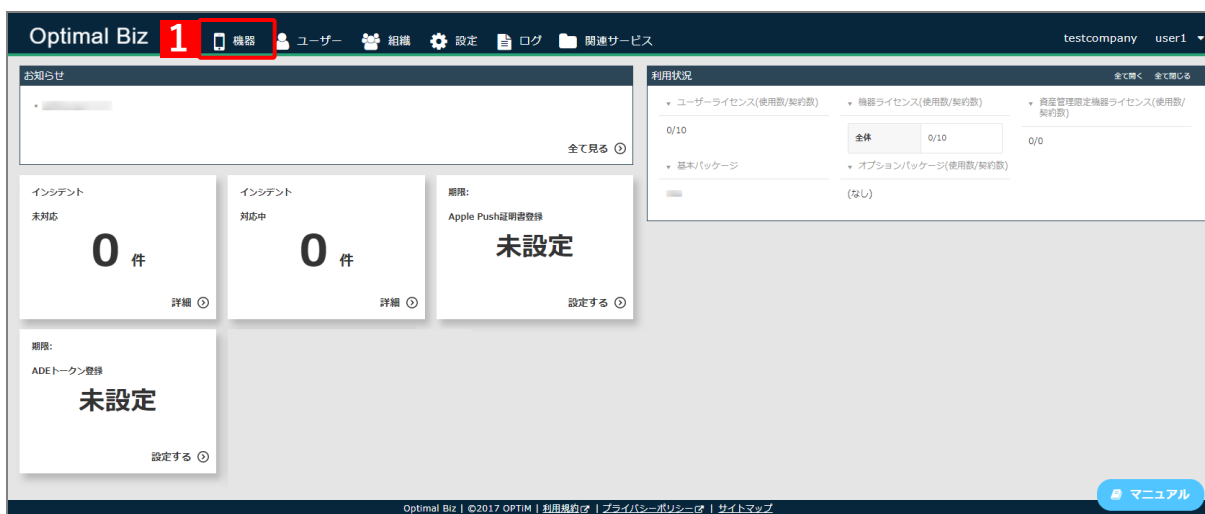 Optimal Biz 1 機器 ユーザー 組織 設定 ログ 関連サービス testcompany user1
お知らせ
全て見る
利用状況 全て開く 全て閉じる
ユーザーライセンス(使用数/契約数)
0/10
機器ライセンス(使用数/契約数)
全体 0/10
資産管理限定機器ライセンス(使用数/
契約数)
0/0
基本パッケージ
オプションパッケージ(使用数/契約数)
(なし)
インシデント
未対応
0 件
詳細
インシデント
対応中
0 件
詳細
期限:
Apple Push証明書登録
未設定
設定する
期限:
ADEトークン登録
未設定
設定する
マニュアル
Optimal Biz | ©2017 OPTiM | 利用規約 | プライバシーポリシー | サイトマップ